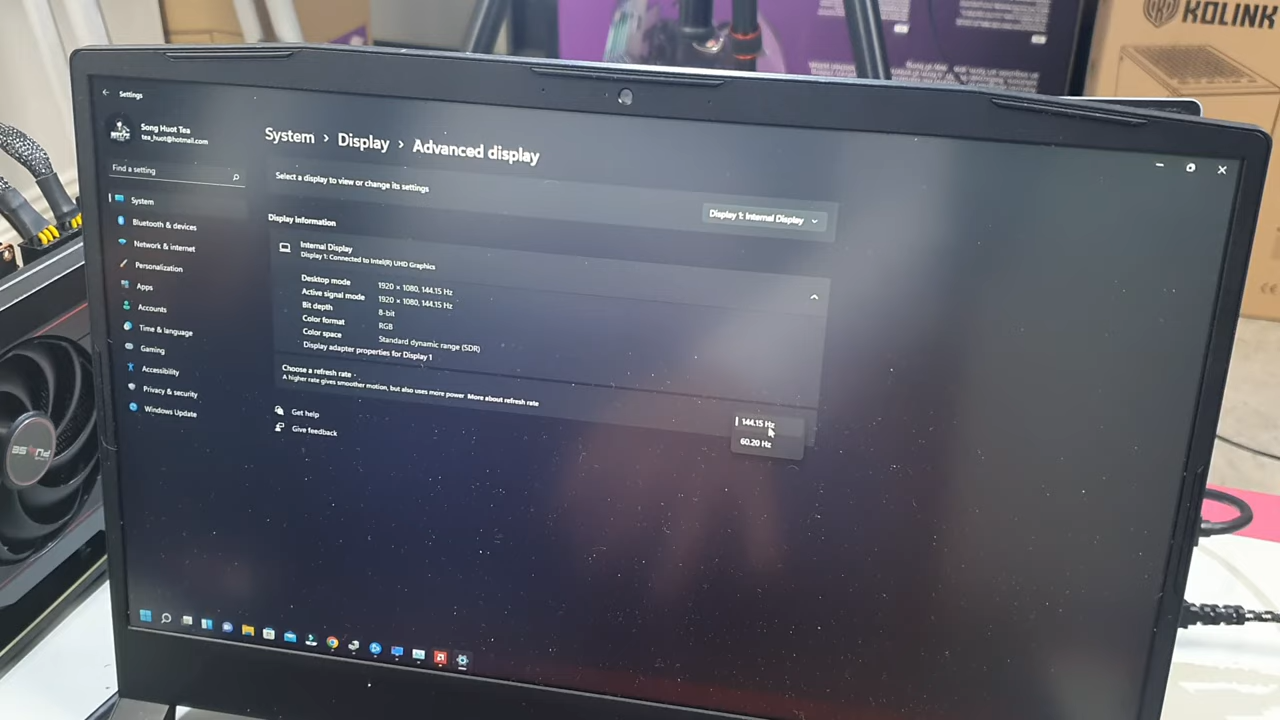 KOLINK
Settings
Song Huot Tea
tea_huot@hotmail.com
Find a setting
System
Bluetooth & devices
Network & internet
Personalization
Apps
Accounts
Time & language
Gaming
Accessibility
Privacy & security
Windows Update
System › Display › Advanced display
Select a display to view or change its settings
Display 1: Internal Display
Display information
Internal Display
Display 1: Connected to Intel(R) UHD Graphics
Desktop mode 1920 × 1080, 144.15 Hz
Active signal mode 1920 × 1080, 144.15 Hz
Bit depth 8-bit
Color format RGB
Color space Standard dynamic range (SDR)
Display adapter properties for Display 1
Choose a refresh rate
A higher rate gives smoother motion, but also uses more power More about refresh rate
144.15 Hz
60.20 Hz
Get help
Give feedback